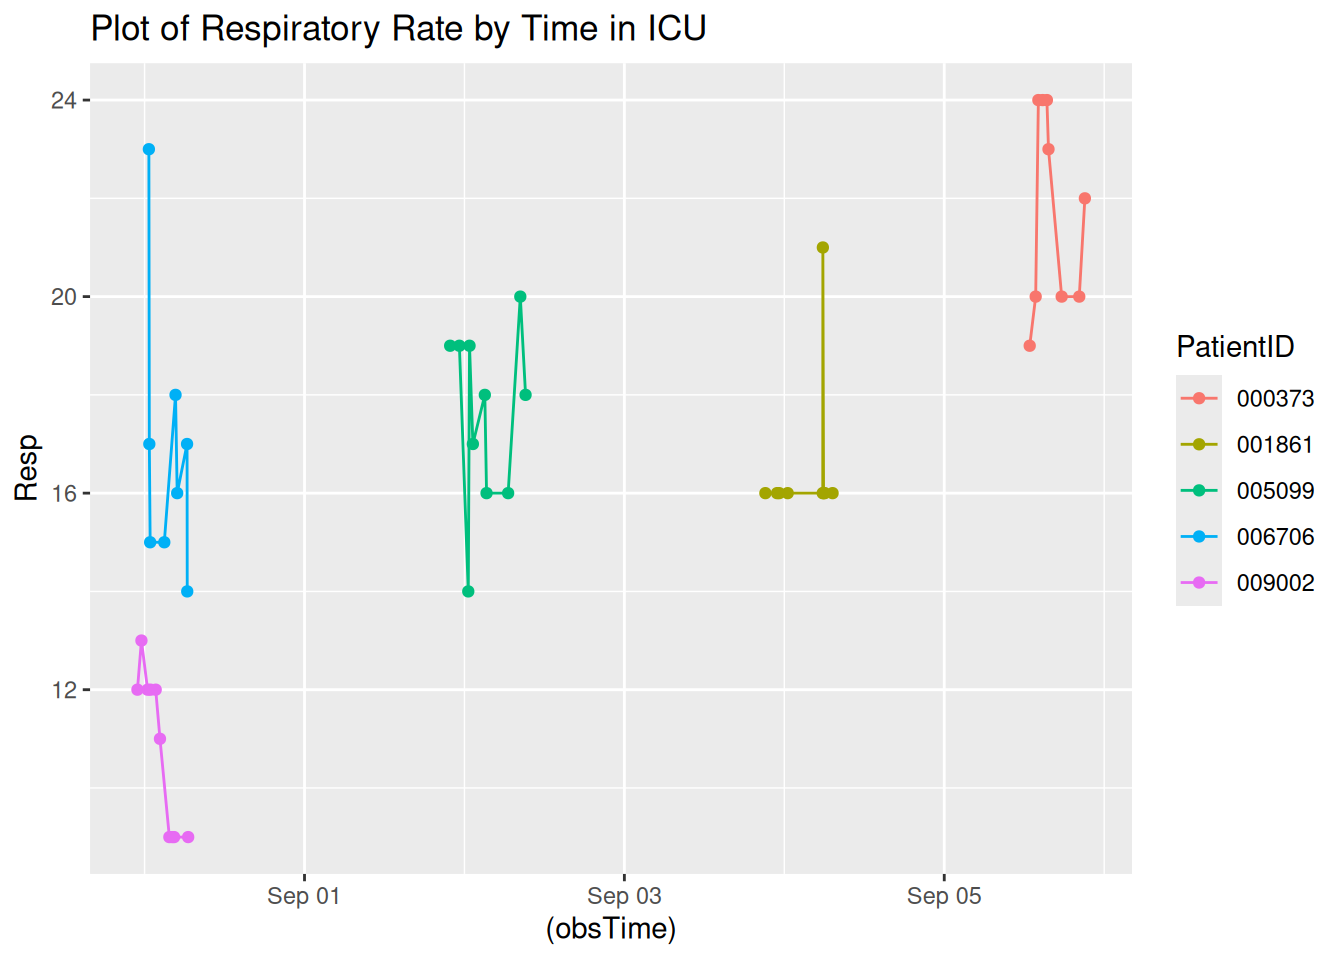 Plot of Respiratory Rate by Time in ICU
24
20
16
12
Resp
Sep 01
Sep 03
Sep 05
(obsTime)
PatientID
000373
001861
005099
006706
009002